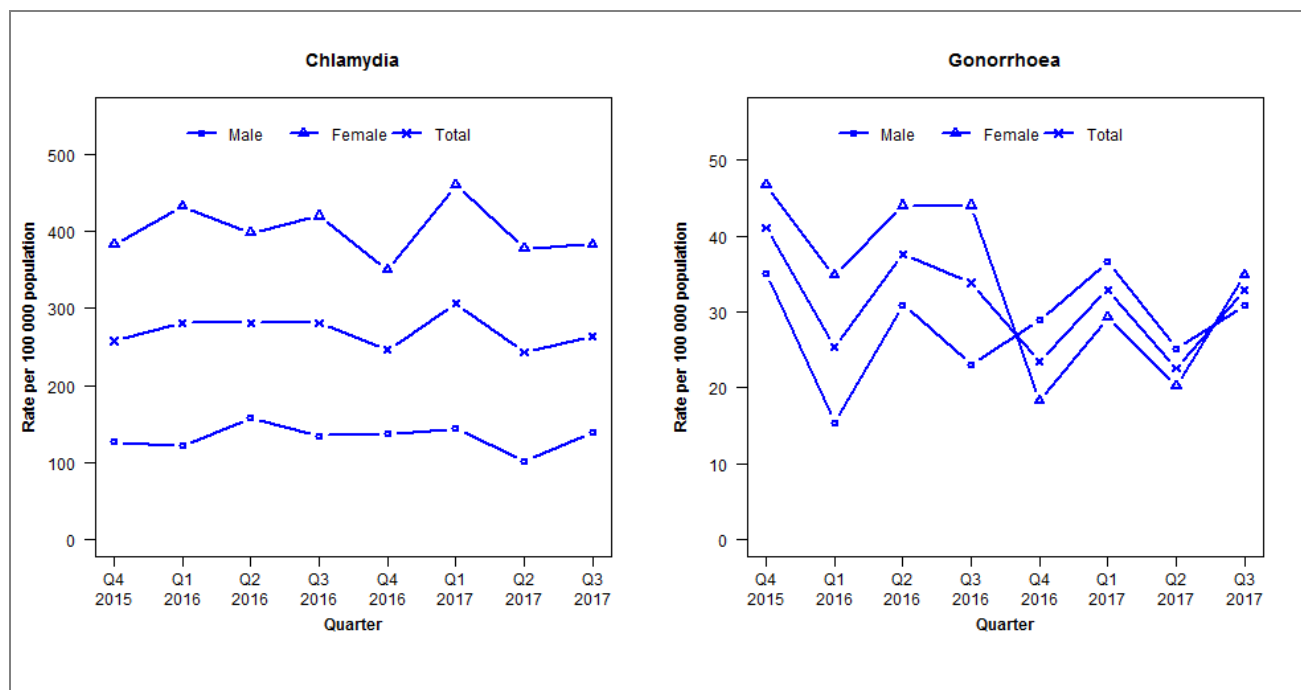 Chlamydia
Male Female Total
Rate per 100 000 population
500
400
300
200
100
0
Q4 Q1 Q2 Q3 Q4 Q1 Q2 Q3
2015 2016 2016 2016 2016 2017 2017 2017
Quarter
Gonorrhoea
Male Female Total
Rate per 100 000 population
50
40
30
20
10
0
Q4 Q1 Q2 Q3 Q4 Q1 Q2 Q3
2015 2016 2016 2016 2016 2017 2017 2017
Quarter